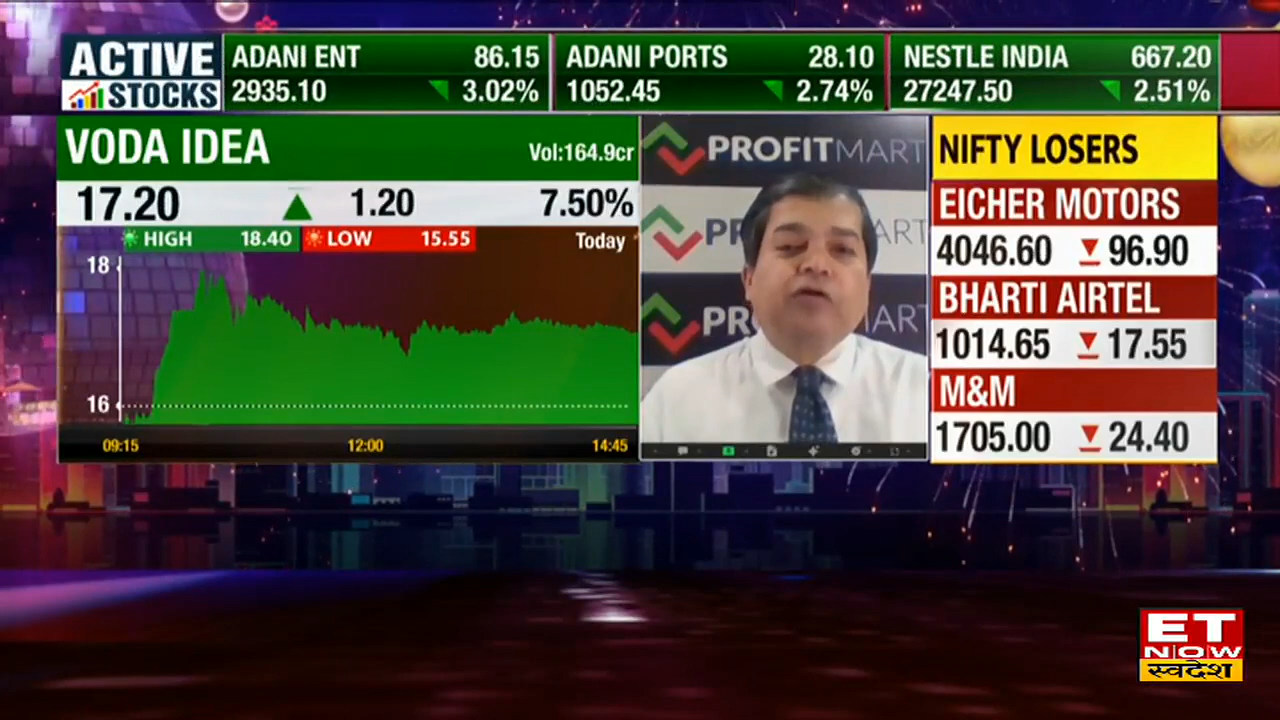 ACTIVE STOCKS
ADANI ENT 86.15
2935.10 3.02%
ADANI PORTS 28.10
1052.45 2.74%
NESTLE INDIA 667.20
27247.50 2.51%
VODA IDEA Vol:164.9cr
17.20 1.20 7.50%
HIGH 18.40 LOW 15.55 Today
18
16
09:15 12:00 14:45
PROFITMART
NIFTY LOSERS
EICHER MOTORS
4046.60 96.90
BHARTI AIRTEL
1014.65 17.55
M&M
1705.00 24.40
ET
NOW
स्वदेश